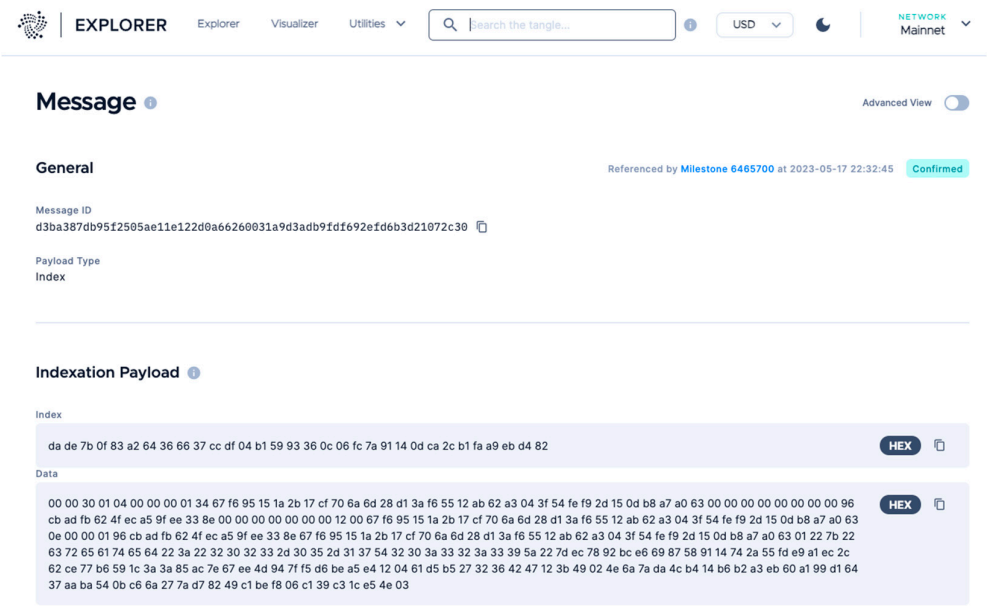 EXPLORER
Explorer
Visualizer
Utilities
Search the tangle...
USD
NETWORK
Mainnet
Message
Advanced View
General
Referenced by Milestone 6465700 at 2023-05-17 22:32:45
Confirmed
Message ID
d3ba387db95f2505ae11e122d0a66260031a9d3adb9fdf692efd6b3d21072c30
Payload Type
Index
Indexation Payload
Index
da de 7b 0f 83 a2 64 36 66 37 cc df 04 b1 59 93 36 0c 06 fc 7a 91 14 0d ca 2c b1 fa a9 eb d4 82
HEX
Data
00 00 30 01 04 00 00 00 01 34 67 f6 95 15 1a 2b 17 cf 70 6a 6d 28 d1 3a f6 55 12 ab 62 a3 04 3f 54 fe f9 2d 15 0d b8 a7 a0 63 00 00 00 00 00 00 00 00 96
HEX
cb ad fb 62 4f ec a5 9f ee 33 8e 00 00 00 00 00 00 00 12 00 67 f6 95 15 1a 2b 17 cf 70 6a 6d 28 d1 3a f6 55 12 ab 62 a3 04 3f 54 fe f9 2d 15 0d b8 a7 a0 63
0e 00 00 01 96 cb ad fb 62 4f ec a5 9f ee 33 8e 67 f6 95 15 1a 2b 17 cf 70 6a 6d 28 d1 3a f6 55 12 ab 62 a3 04 3f 54 fe f9 2d 15 0d b8 a7 a0 63 01 22 7b 22
63 72 65 61 74 65 64 22 3a 22 32 30 32 33 2d 30 35 2d 31 37 54 32 30 3a 33 32 3a 33 39 5a 22 7d ec 78 92 bc e6 69 87 58 91 14 74 2a 55 fd e9 a1 ec 2c
62 ce 77 b6 59 1c 3a 3a 85 ac 7e 67 ee 4d 94 7f f5 d6 be a5 e4 12 04 61 d5 b5 27 32 36 42 47 12 3b 49 02 4e 6a 7a da 4c b4 14 b6 b2 a3 eb 60 a1 99 d1 64
37 aa ba 54 0b c6 6a 27 7a d7 82 49 c1 be f8 06 c1 39 c3 1c e5 4e 03